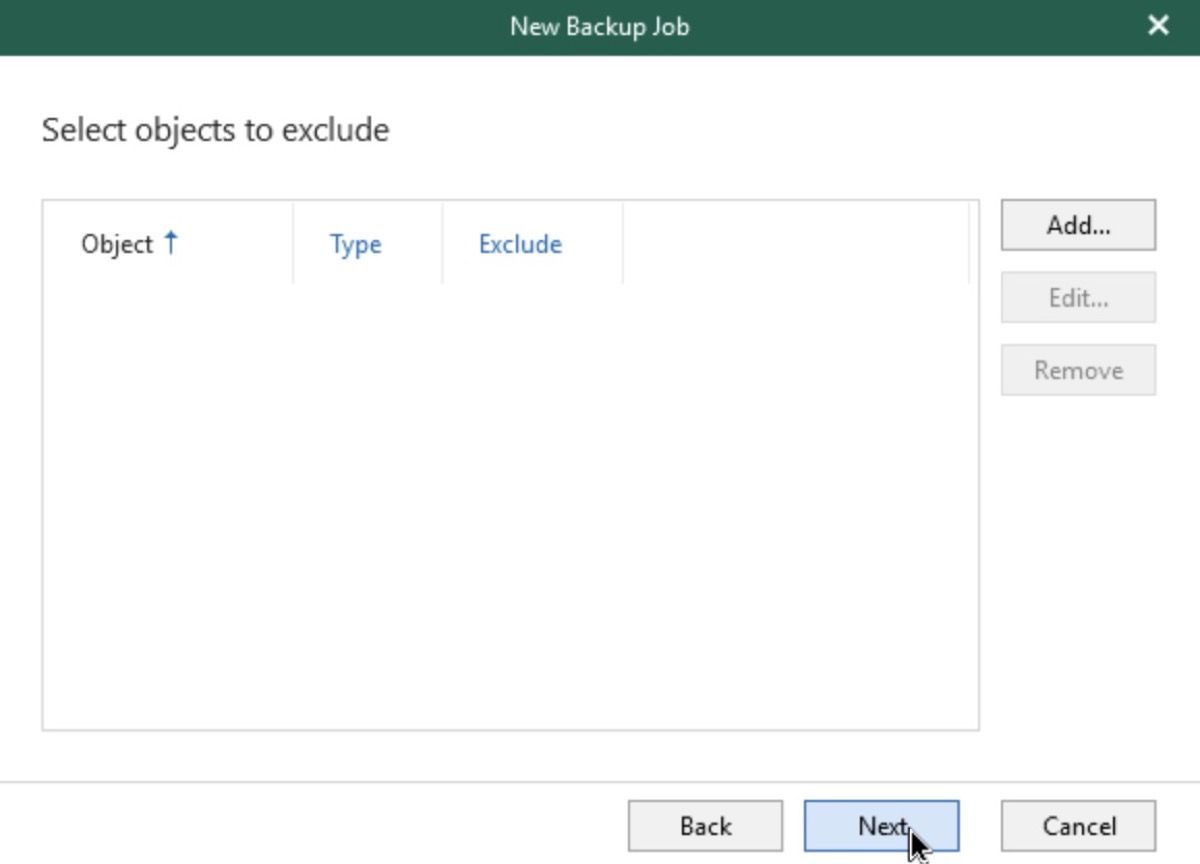 New Backup Job
Select objects to exclude
Object Type Exclude
Add...
Edit...
Remove
Back Next Cancel